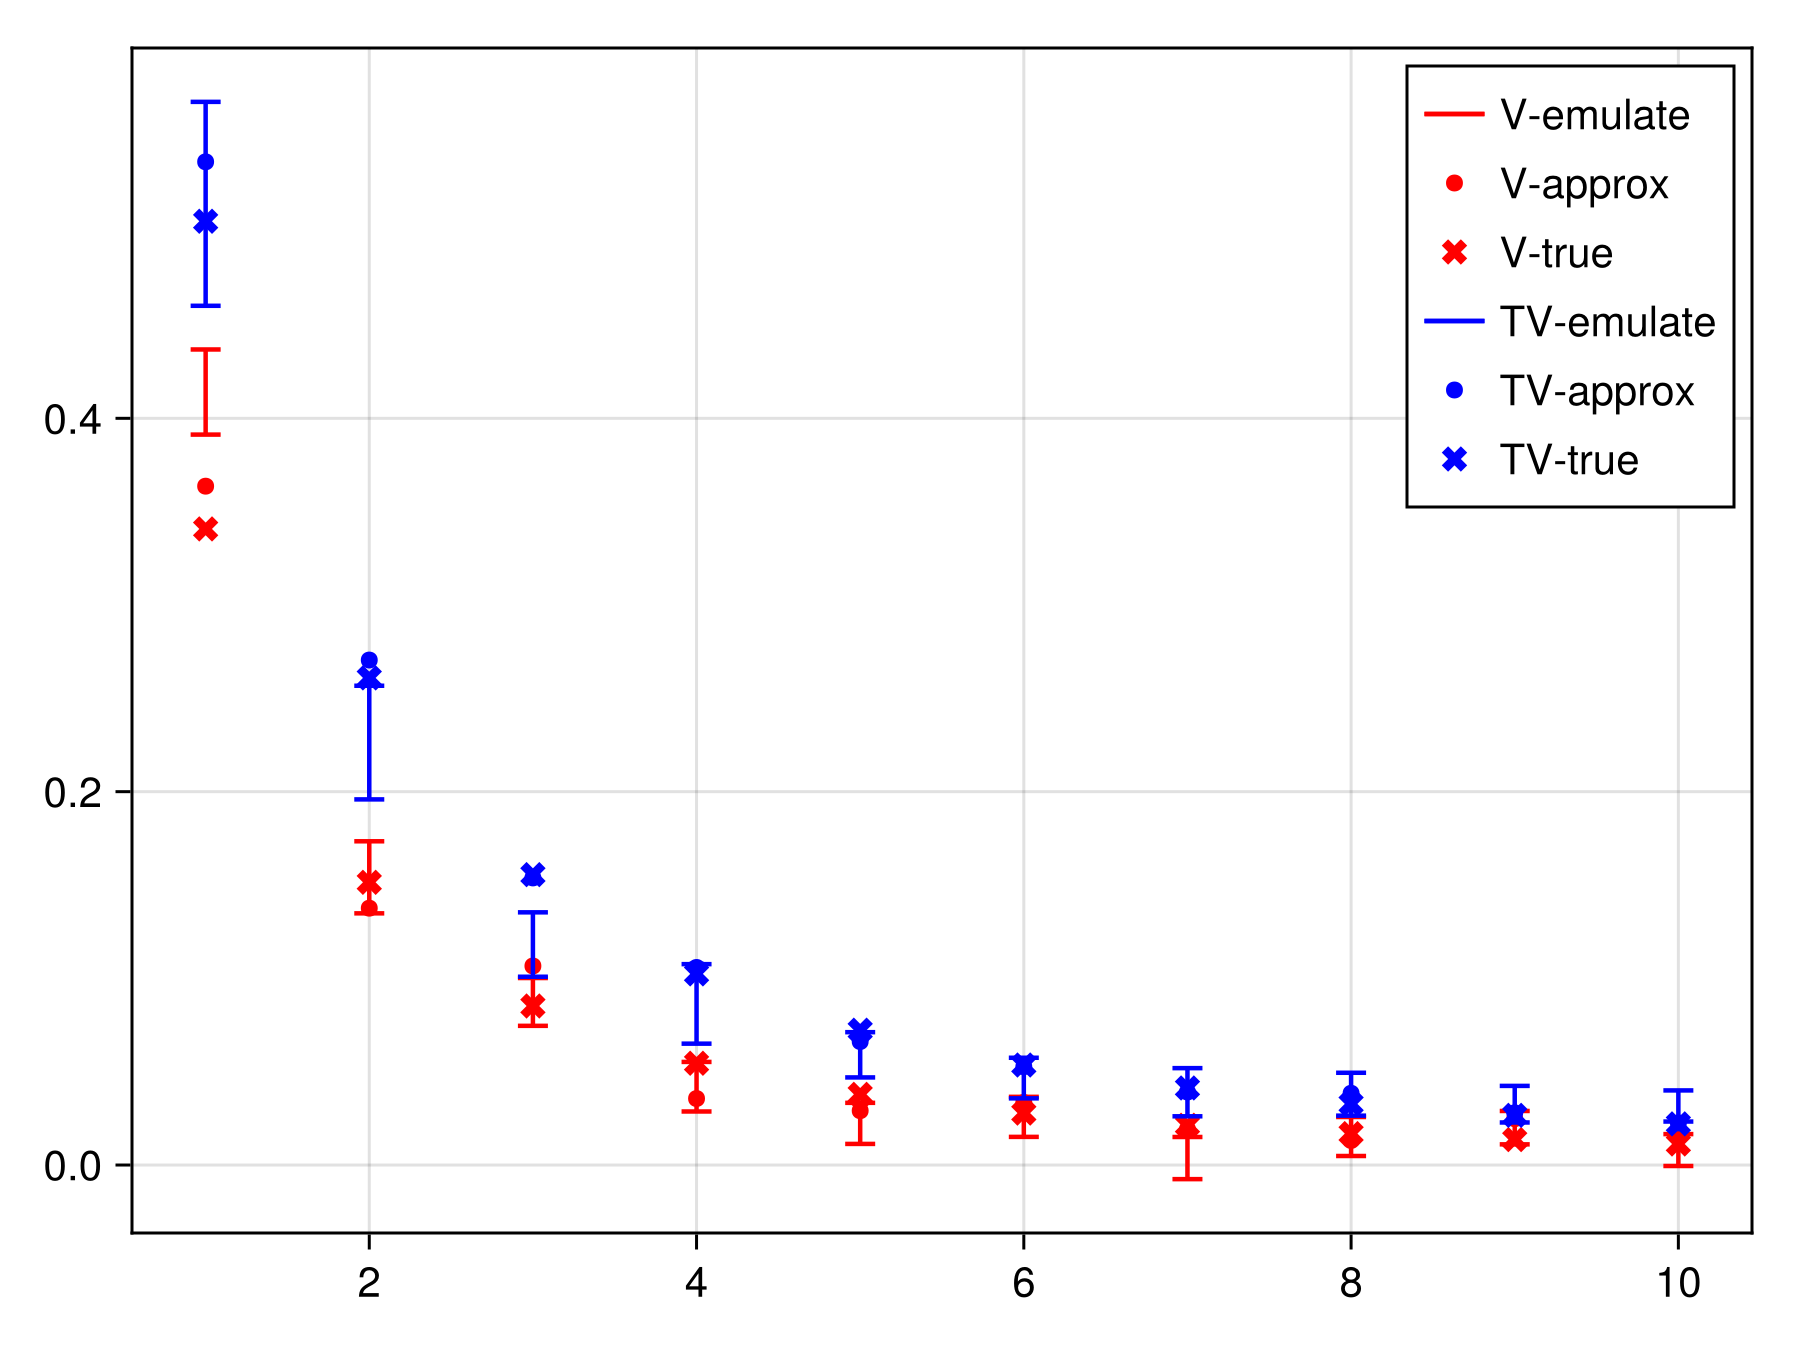 V-emulate
V-approx
V-true
TV-emulate
TV-approx
TV-true
0.4
0.2
0.0
2 4 6 8 10